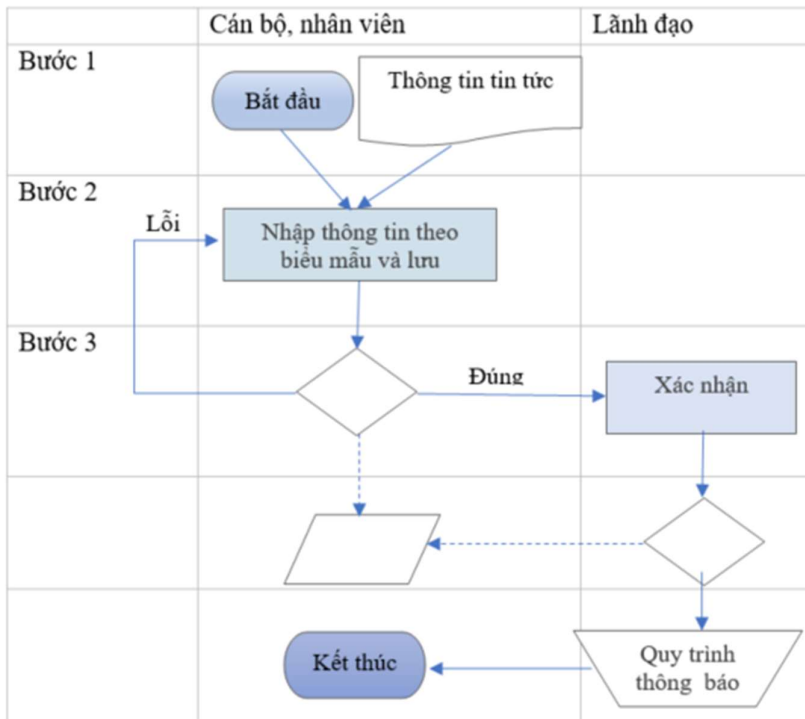 Cán bộ, nhân viên
Lãnh đạo
Bước 1
Bắt đầu
Thông tin tin tức
Bước 2
Lỗi
Nhập thông tin theo
biểu mẫu và lưu
Bước 3
Đúng
Xác nhận
Kết thúc
Quy trình
thông báo